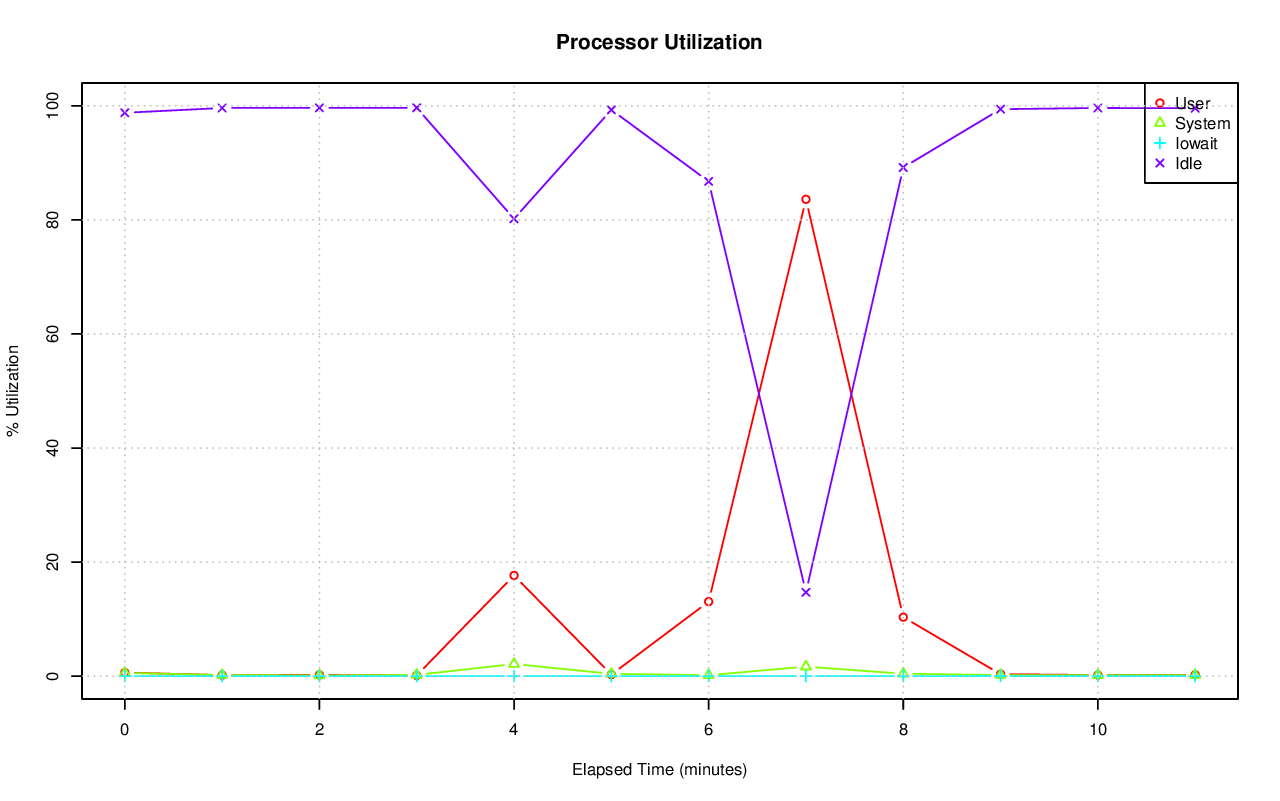 Processor Utilization
100
80
60
40
20
0
% Utilization
User
System
Iowait
Idle
0 2 4 6 8 10
Elapsed Time (minutes)